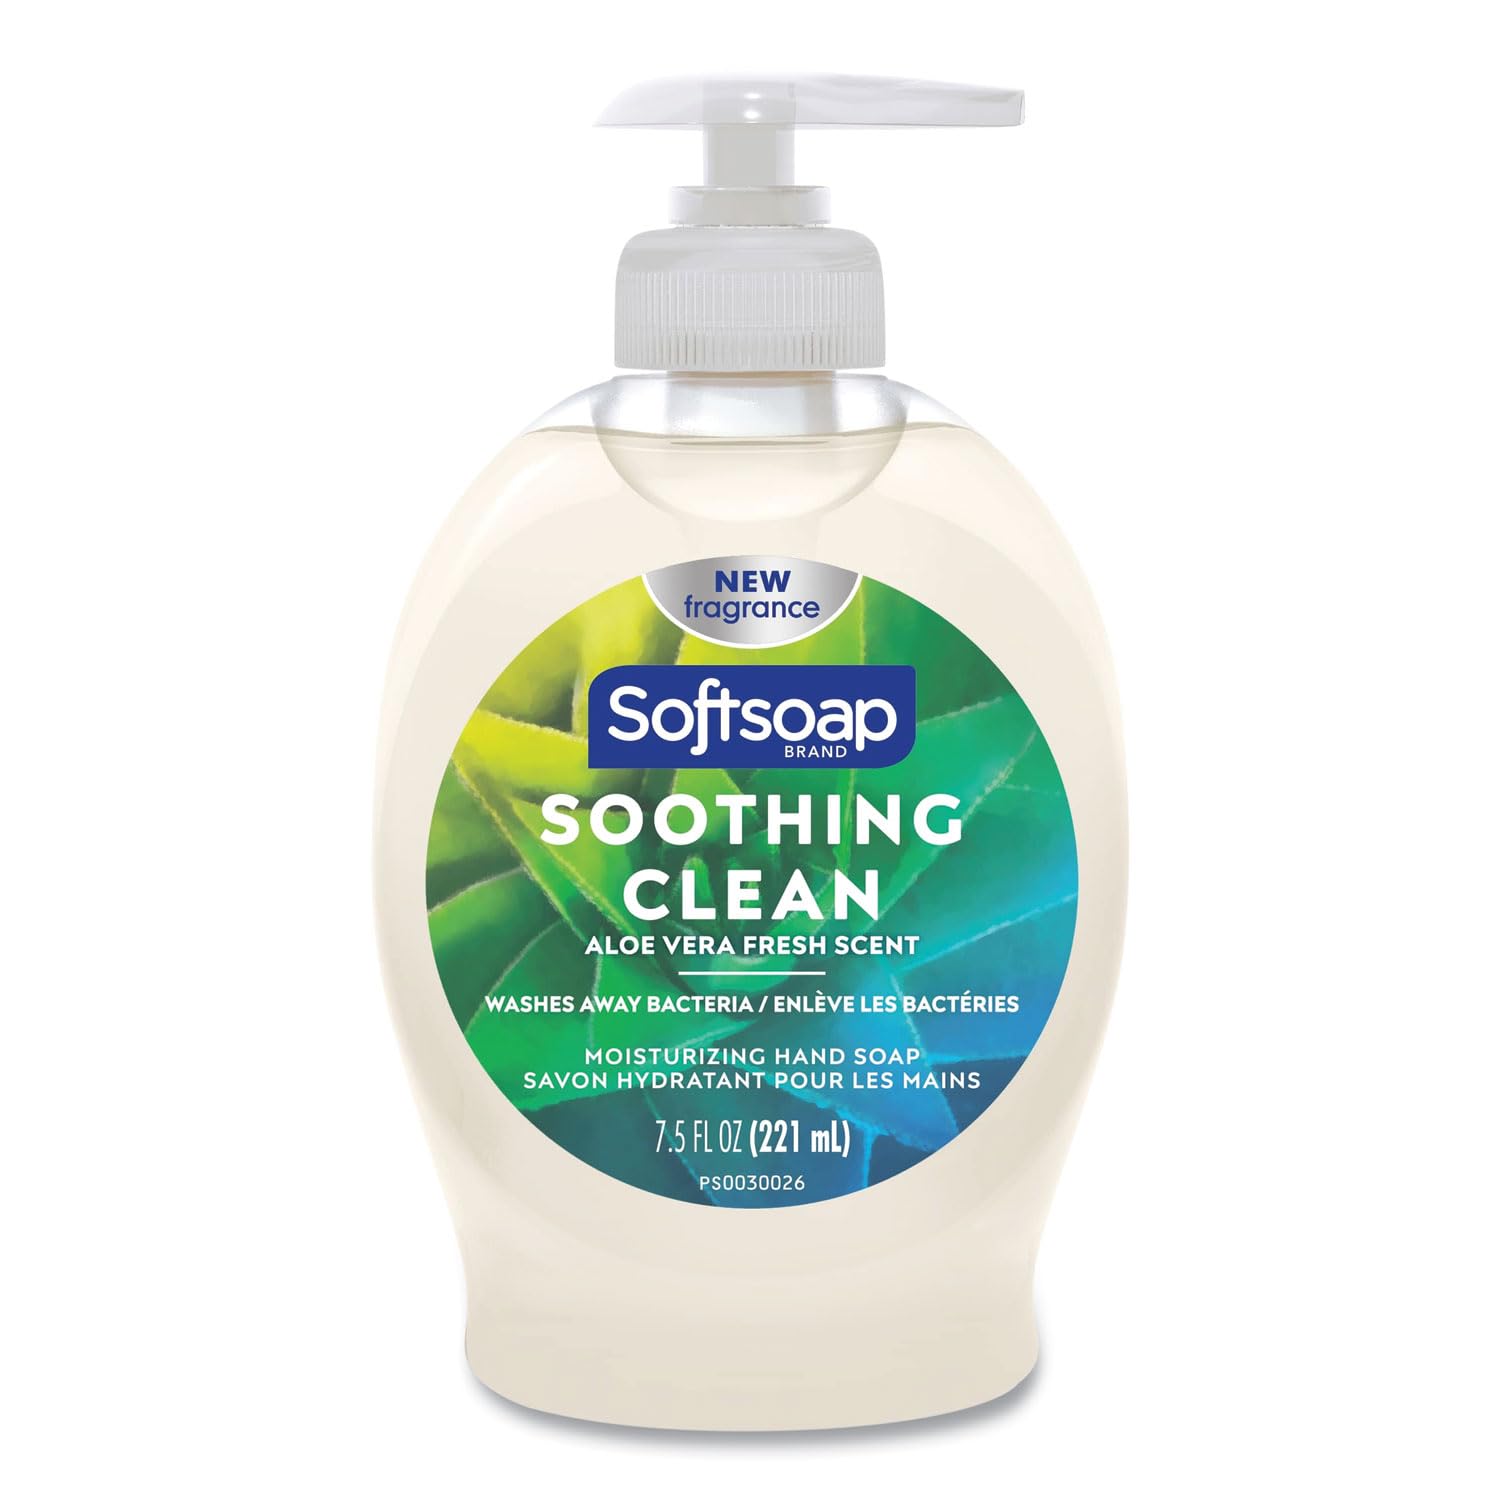 NEW
fragrance
Softsoap
BRAND
SOOTHING
CLEAN
ALOE VERA FRESH SCENT
WASHES AWAY BACTERIA / ENLÈVE LES BACTÉRIES
MOISTURIZING HAND SOAP
SAVON HYDRATANT POUR LES MAINS
7.5 FL OZ (221 mL)
PS0030026